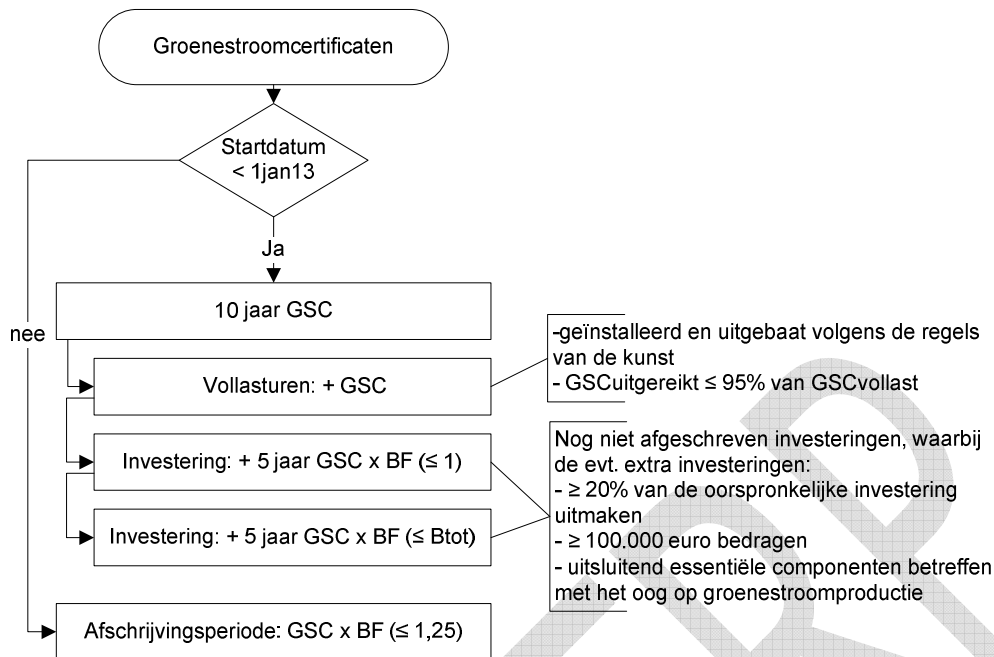 Groenestroomcertificaten
Startdatum
< 1jan13
Ja
nee
10 jaar GSC
Vollasturen: + GSC
Investering: + 5 jaar GSC x BF (≤ 1)
Investering: + 5 jaar GSC x BF (≤ Btot)
Afschrijvingsperiode: GSC x BF (≤ 1,25)
-geïnstalleerd en uitgebaat volgens de regels
van de kunst
- GSCuitgereikt ≤ 95% van GSCvollast
Nog niet afgeschreven investeringen, waarbij
de evt. extra investeringen:
- ≥ 20% van de oorspronkelijke investering
uitmaken
- ≥ 100.000 euro bedragen
- uitsluitend essentiële componenten betreffen
met het oog op groenestroomproductie